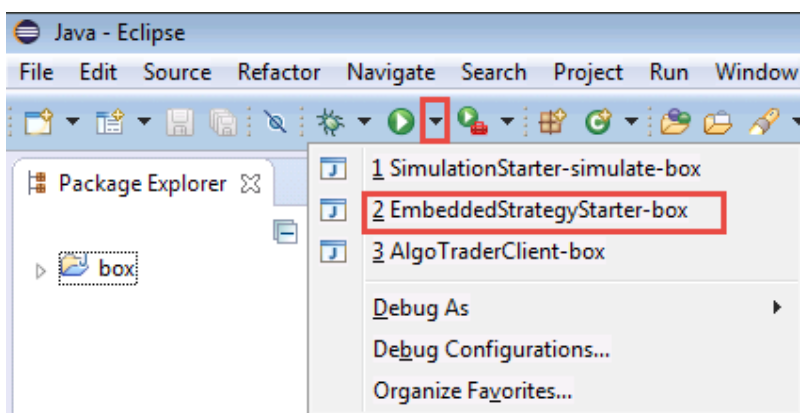 Java - Eclipse
File Edit Source Refactor Navigate Search Project Run Window
Package Explorer
box
1 SimulationStarter-simulate-box
2 EmbeddedStrategyStarter-box
3 AlgoTraderClient-box
Debug As
Debug Configurations...
Organize Favorites...